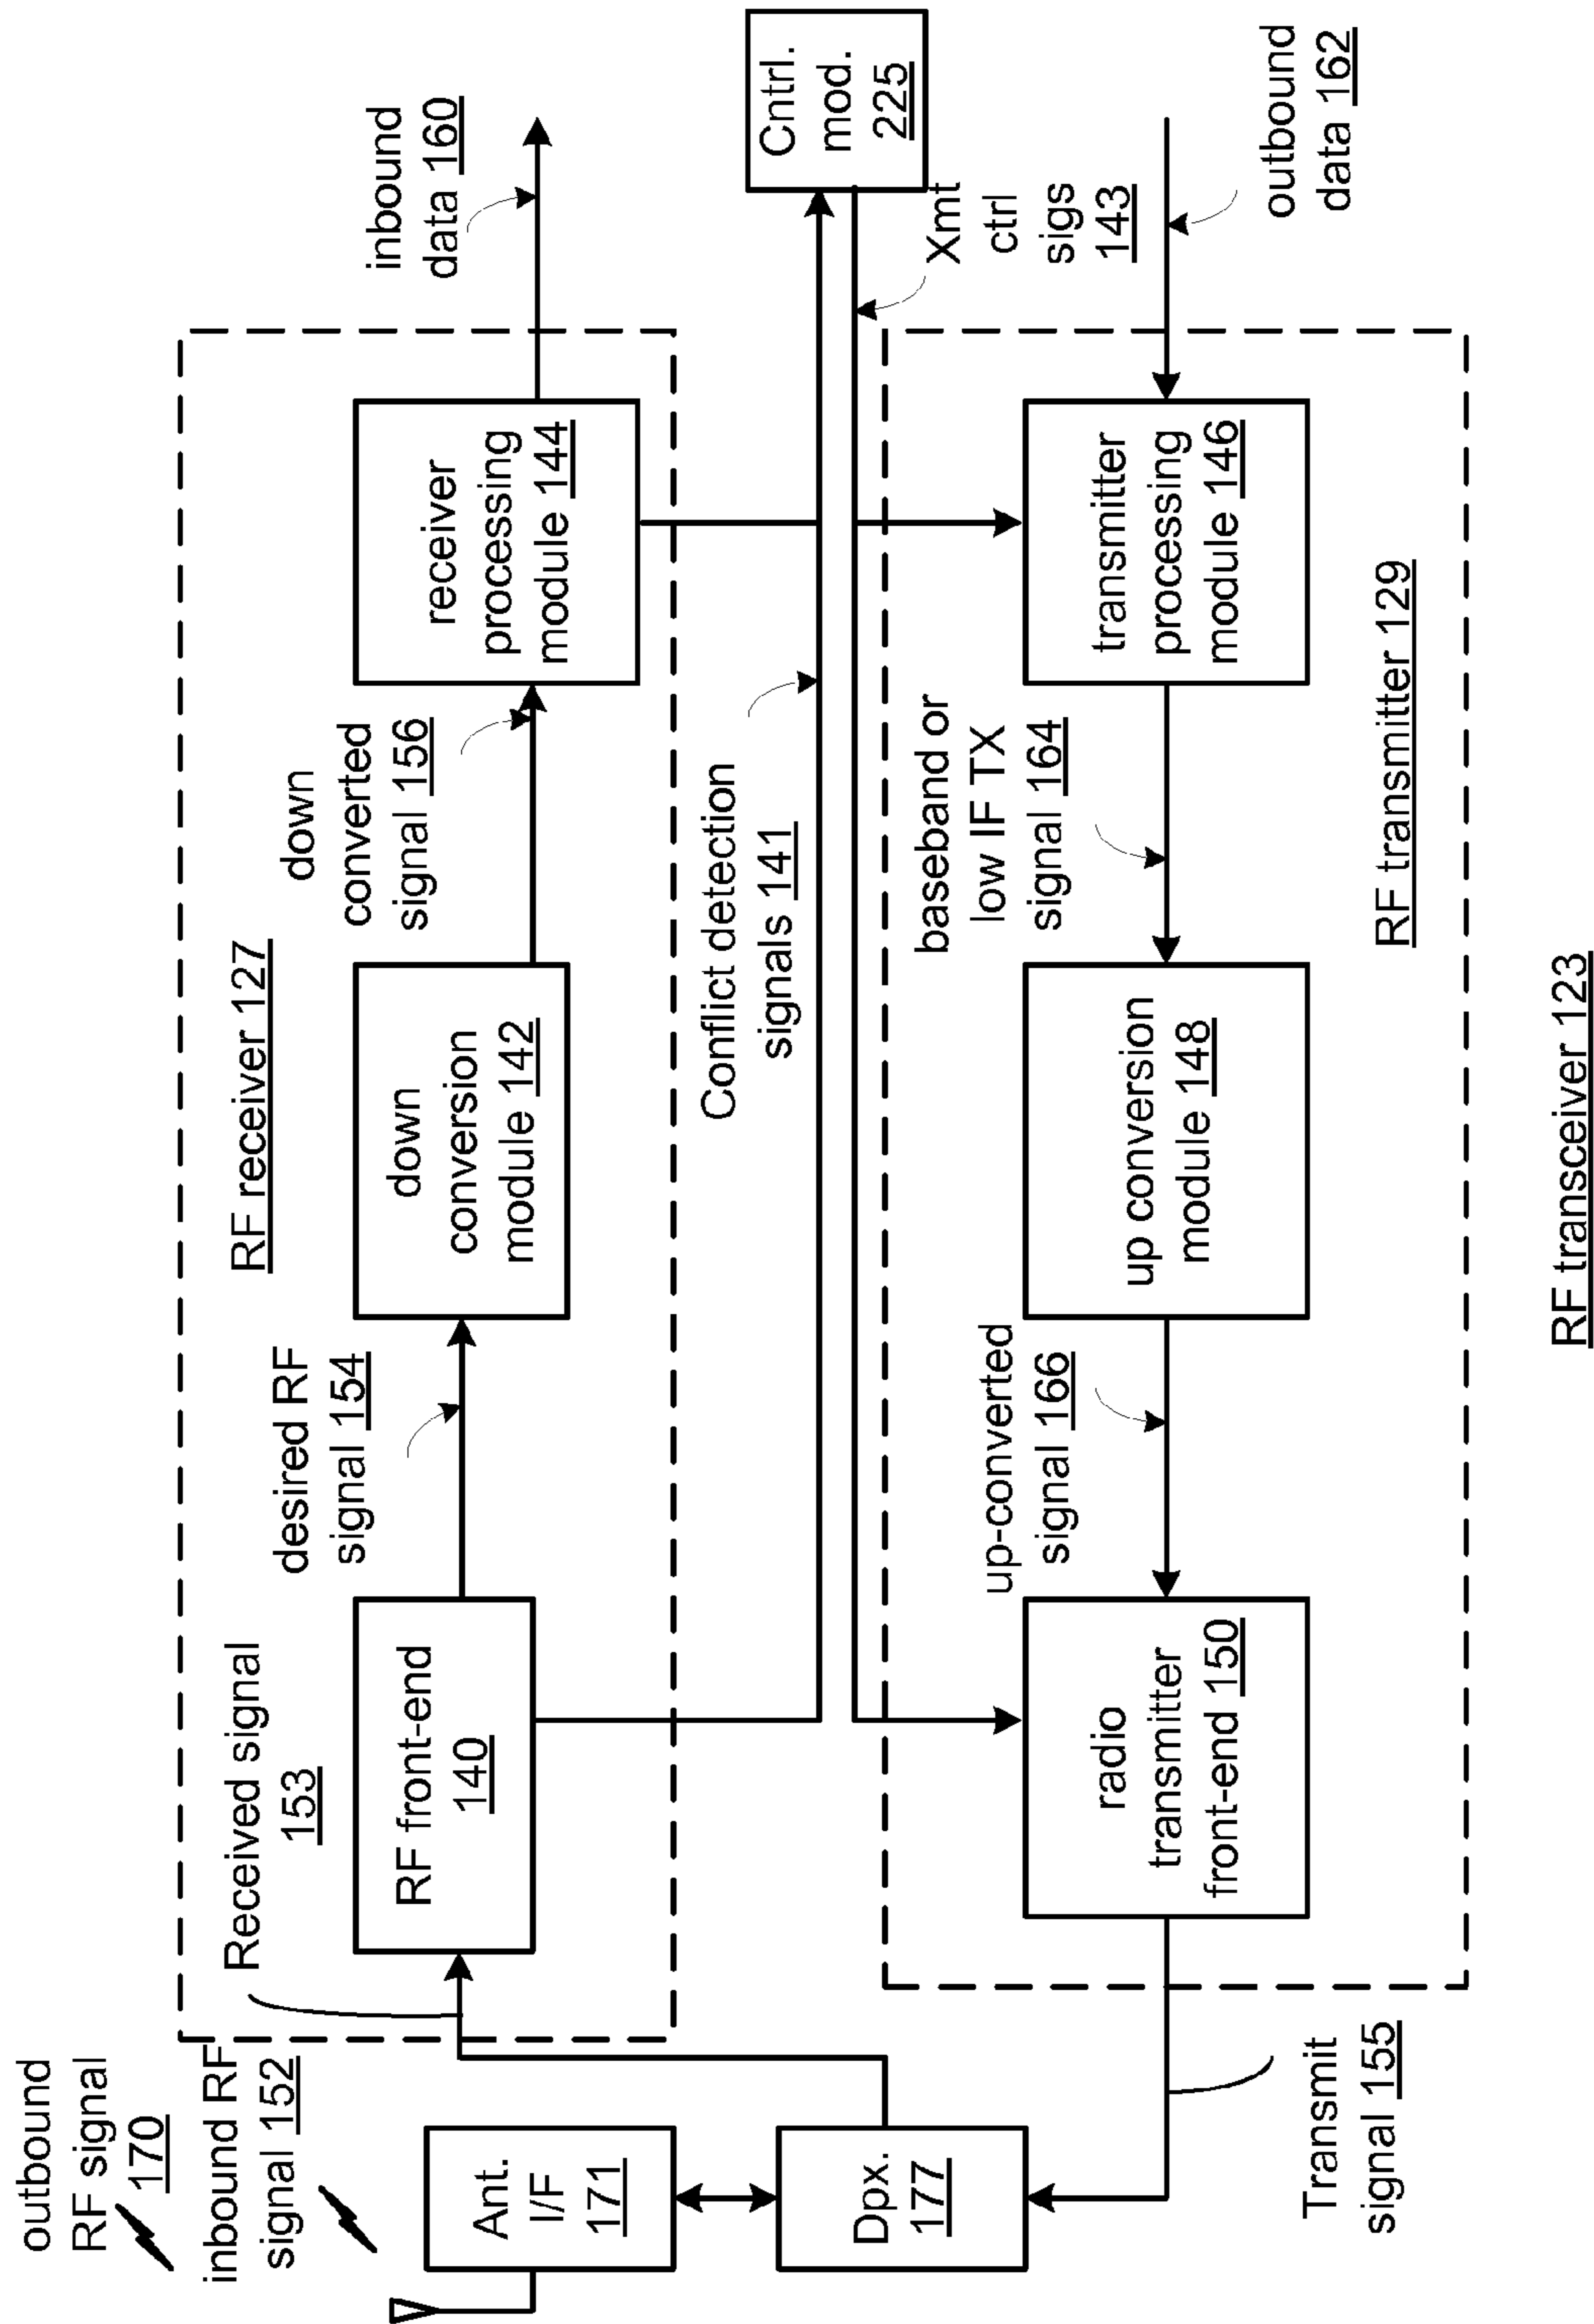 outbound
RF signal
170
inbound RF
signal 152
Ant.
I/F
171
Dpx.
177
Received signal
153
RF receiver 127
RF front-end
140
desired RF
signal 154
down
conversion
module 142
down
converted
signal 156
receiver
processing
module 144
inbound
data 160
Conflict detection
signals 141
Cntrl.
mod.
225
Xmt
ctrl
sigs
143
Transmit
signal 155
radio
transmitter
front-end 150
up-converted
signal 166
up conversion
module 148
baseband or
low IF TX
signal 164
transmitter
processing
module 146
outbound
data 162
RF transmitter 129
RF transceiver 123